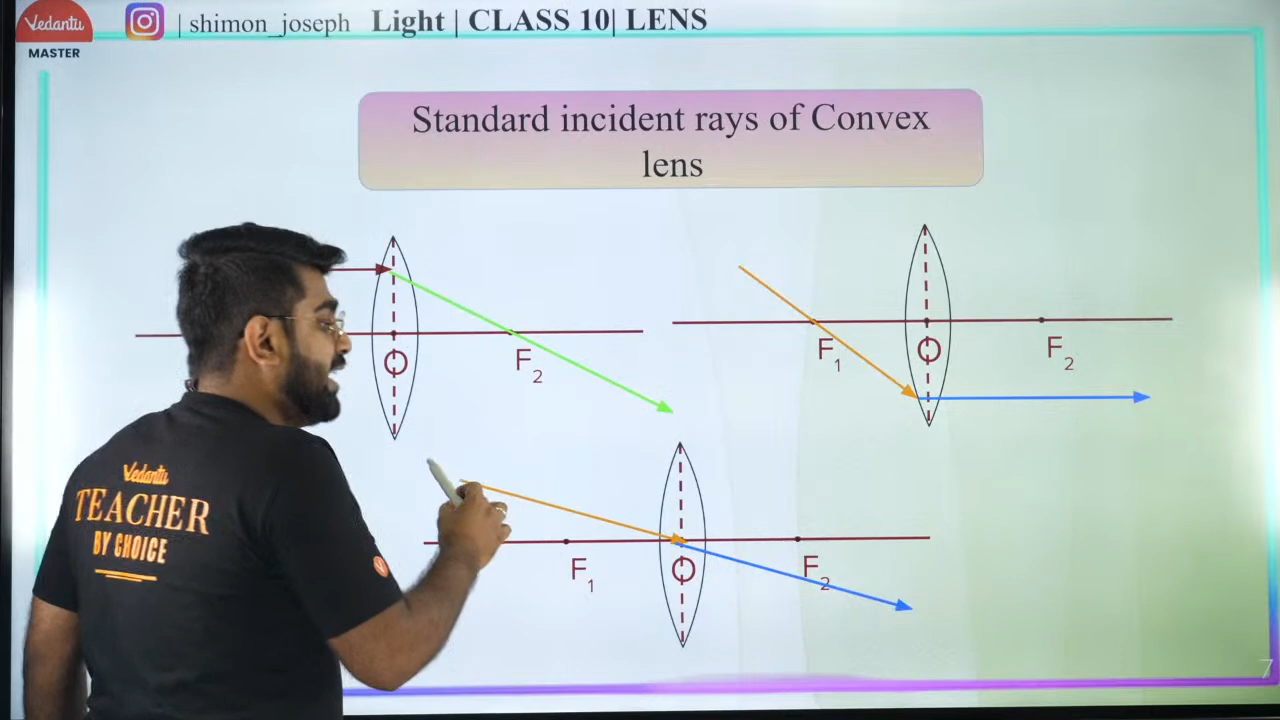 Vedantu
MASTER
| shimon_joseph Light | CLASS 10| LENS
Standard incident rays of Convex
lens
O
F2
F1
O
F2
F1
O
F2
Vedantu
TEACHER
BY CHOICE
7